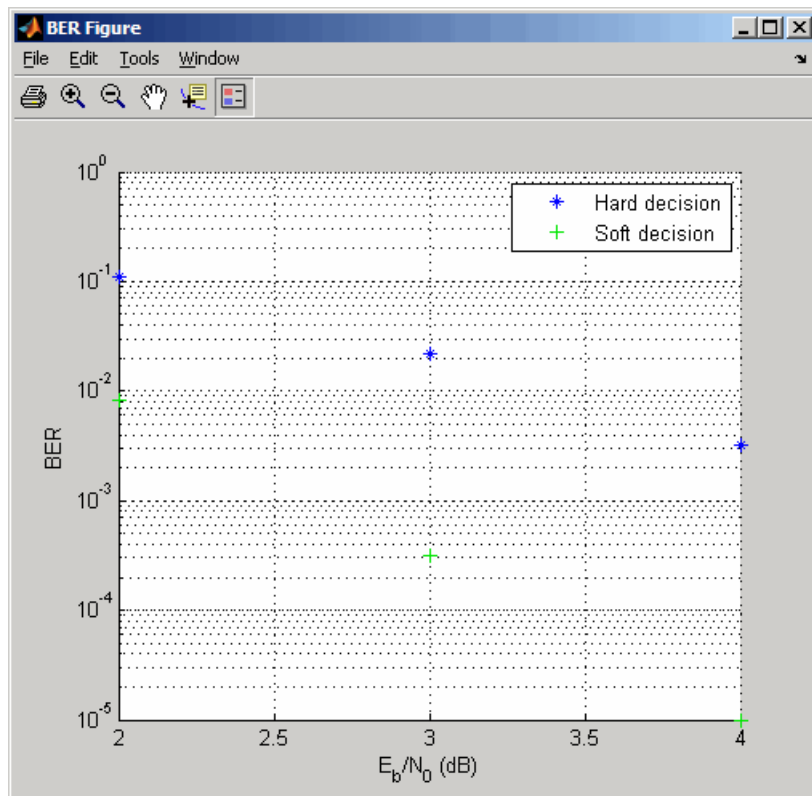 BER Figure
File Edit Tools Window
Hard decision
Soft decision
10^0
10^-1
10^-2
10^-3
10^-4
10^-5
BER
2 2.5 3 3.5 4
E_b/N_0 (dB)